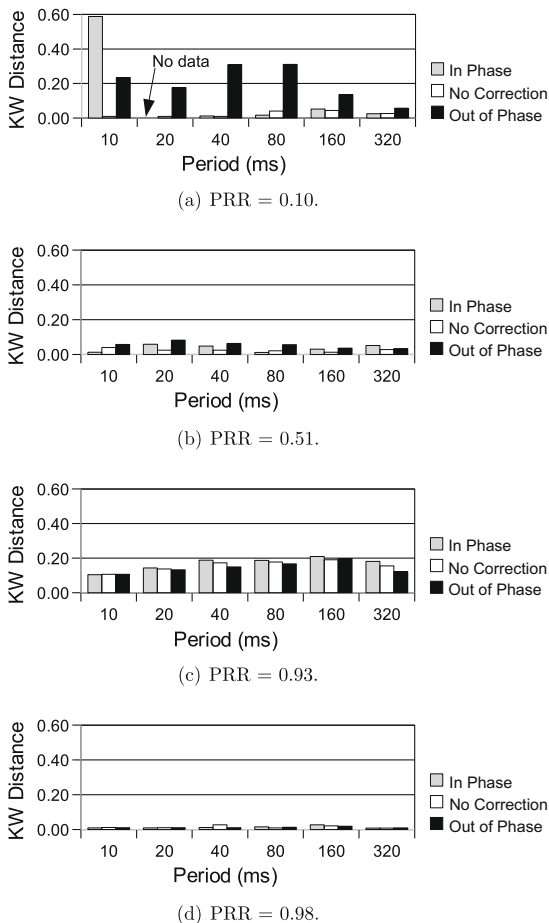 KW Distance
0.60
0.40
0.20
0.00
No data
10 20 40 80 160 320
Period (ms)
In Phase
No Correction
Out of Phase
(a) PRR = 0.10.
KW Distance
0.60
0.40
0.20
0.00
10 20 40 80 160 320
Period (ms)
In Phase
No Correction
Out of Phase
(b) PRR = 0.51.
KW Distance
0.60
0.40
0.20
0.00
10 20 40 80 160 320
Period (ms)
In Phase
No Correction
Out of Phase
(c) PRR = 0.93.
KW Distance
0.60
0.40
0.20
0.00
10 20 40 80 160 320
Period (ms)
In Phase
No Correction
Out of Phase
(d) PRR = 0.98.